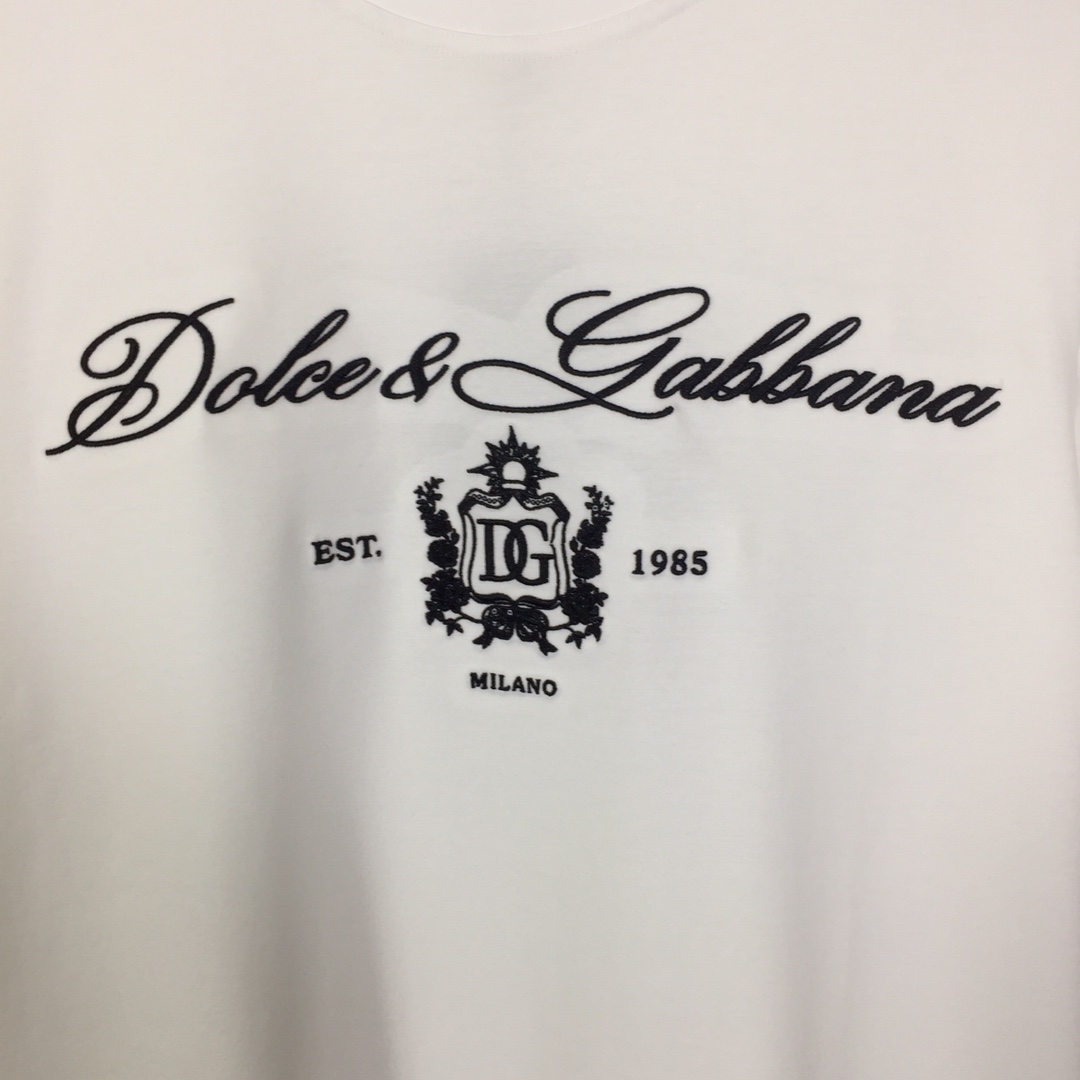 Dolce & Gabbana
DG
EST. 1985
MILANO